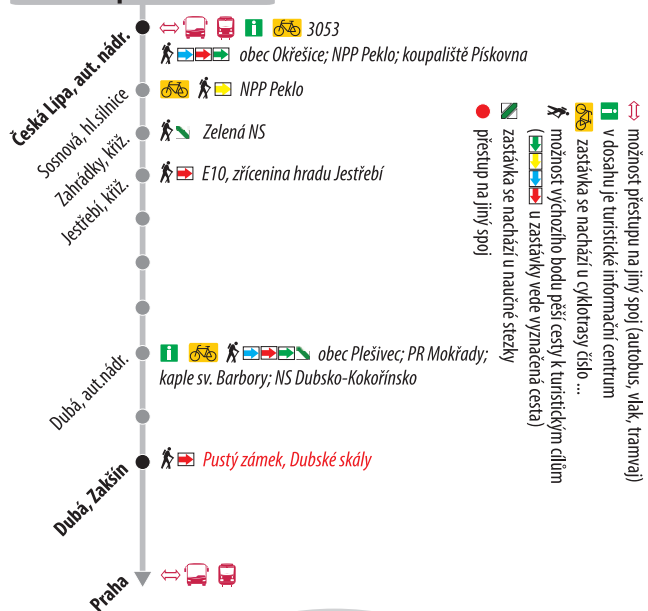 Česká Lípa, aut. nádr.
3053
obec Okřešice; NPP Peklo; koupaliště Pískovna
Sosnová, hl.silnice
NPP Peklo
Zahrádky, kříž.
Zelená NS
Jestřebí, kříž.
E10, zřícenina hradu Jestřebí
Dubá, aut.nádr.
obec Plešivec; PR Mokřady;
kaple sv. Barbory; NS Dubsko-Kokořínsko
Dubá, Zakšín
Pustý zámek, Dubské skály
Praha
možnost přestupu na jiný spoj (autobus, vlak, tramvaj)
v dosahu je turistické informační centrum
zastávka se nachází u cyklotrasy číslo ...
možnost výchozího bodu pěší cesty k turistickým cílům
( u zastávky vede vyznačená cesta)
zastávka se nachází u naučné stezky
přestup na jiný spoj